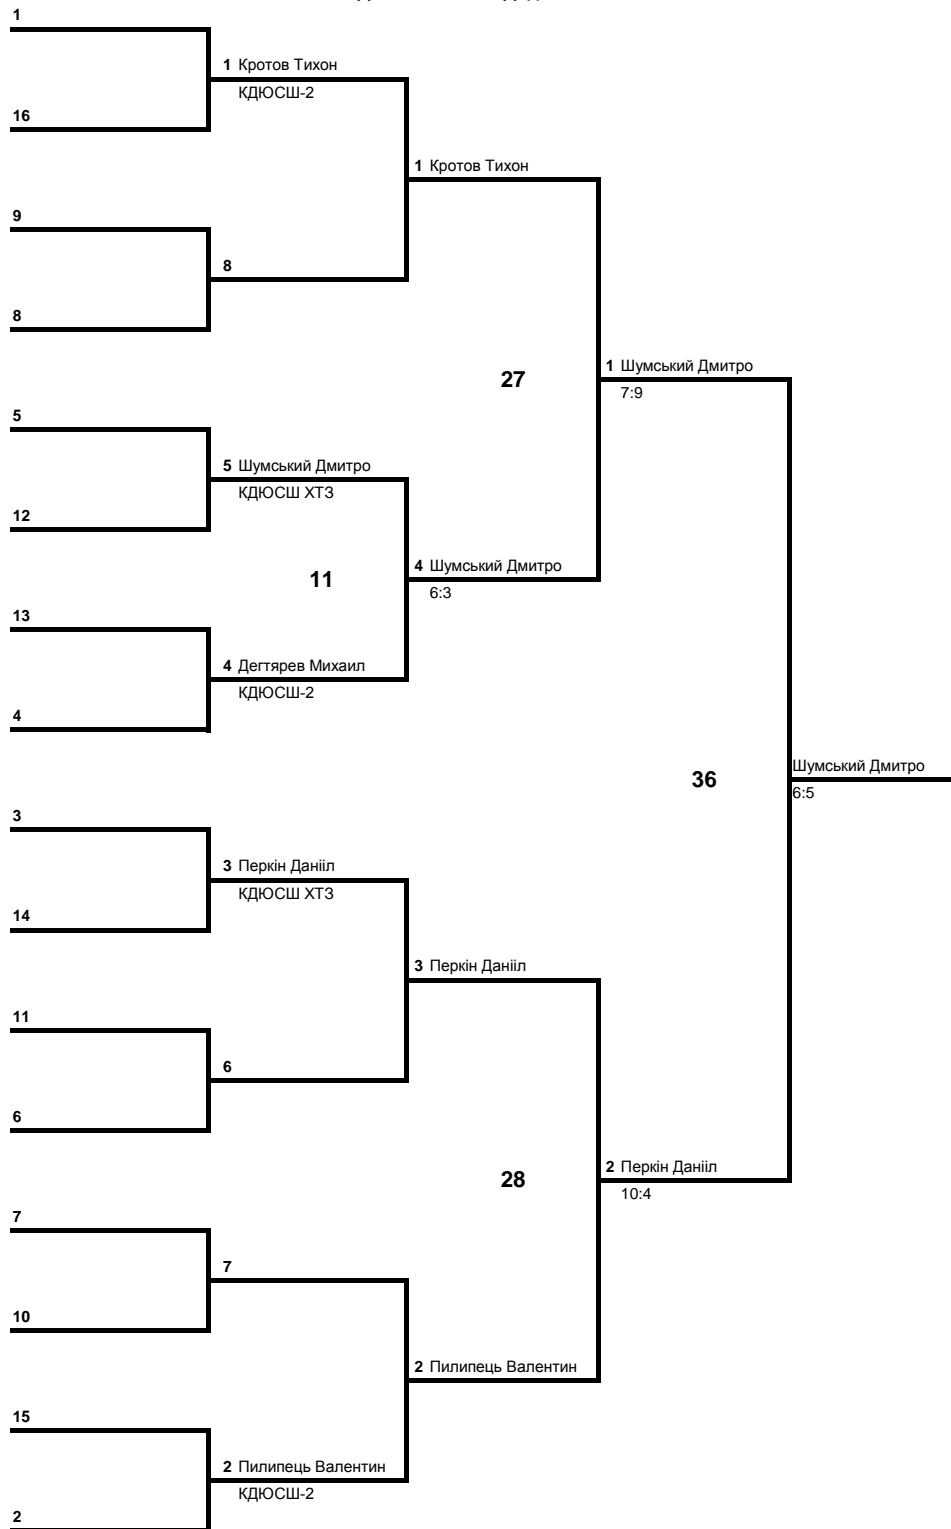 1
1 Кротов Тихон
КДЮСШ-2
16
1 Кротов Тихон
9
8
8
1 Шумський Дмитро
27
7:9
5
5 Шумський Дмитро
КДЮСШ ХТЗ
12
4 Шумський Дмитро
11
6:3
13
4 Дегтярев Михаил
КДЮСШ-2
4
Шумський Дмитро
36
6:5
3
3 Перкін Данііл
КДЮСШ ХТЗ
14
3 Перкін Данііл
11
6
6
2 Перкін Данііл
28
10:4
7
7
10
2 Пилипець Валентин
15
2 Пилипець Валентин
КДЮСШ-2
2